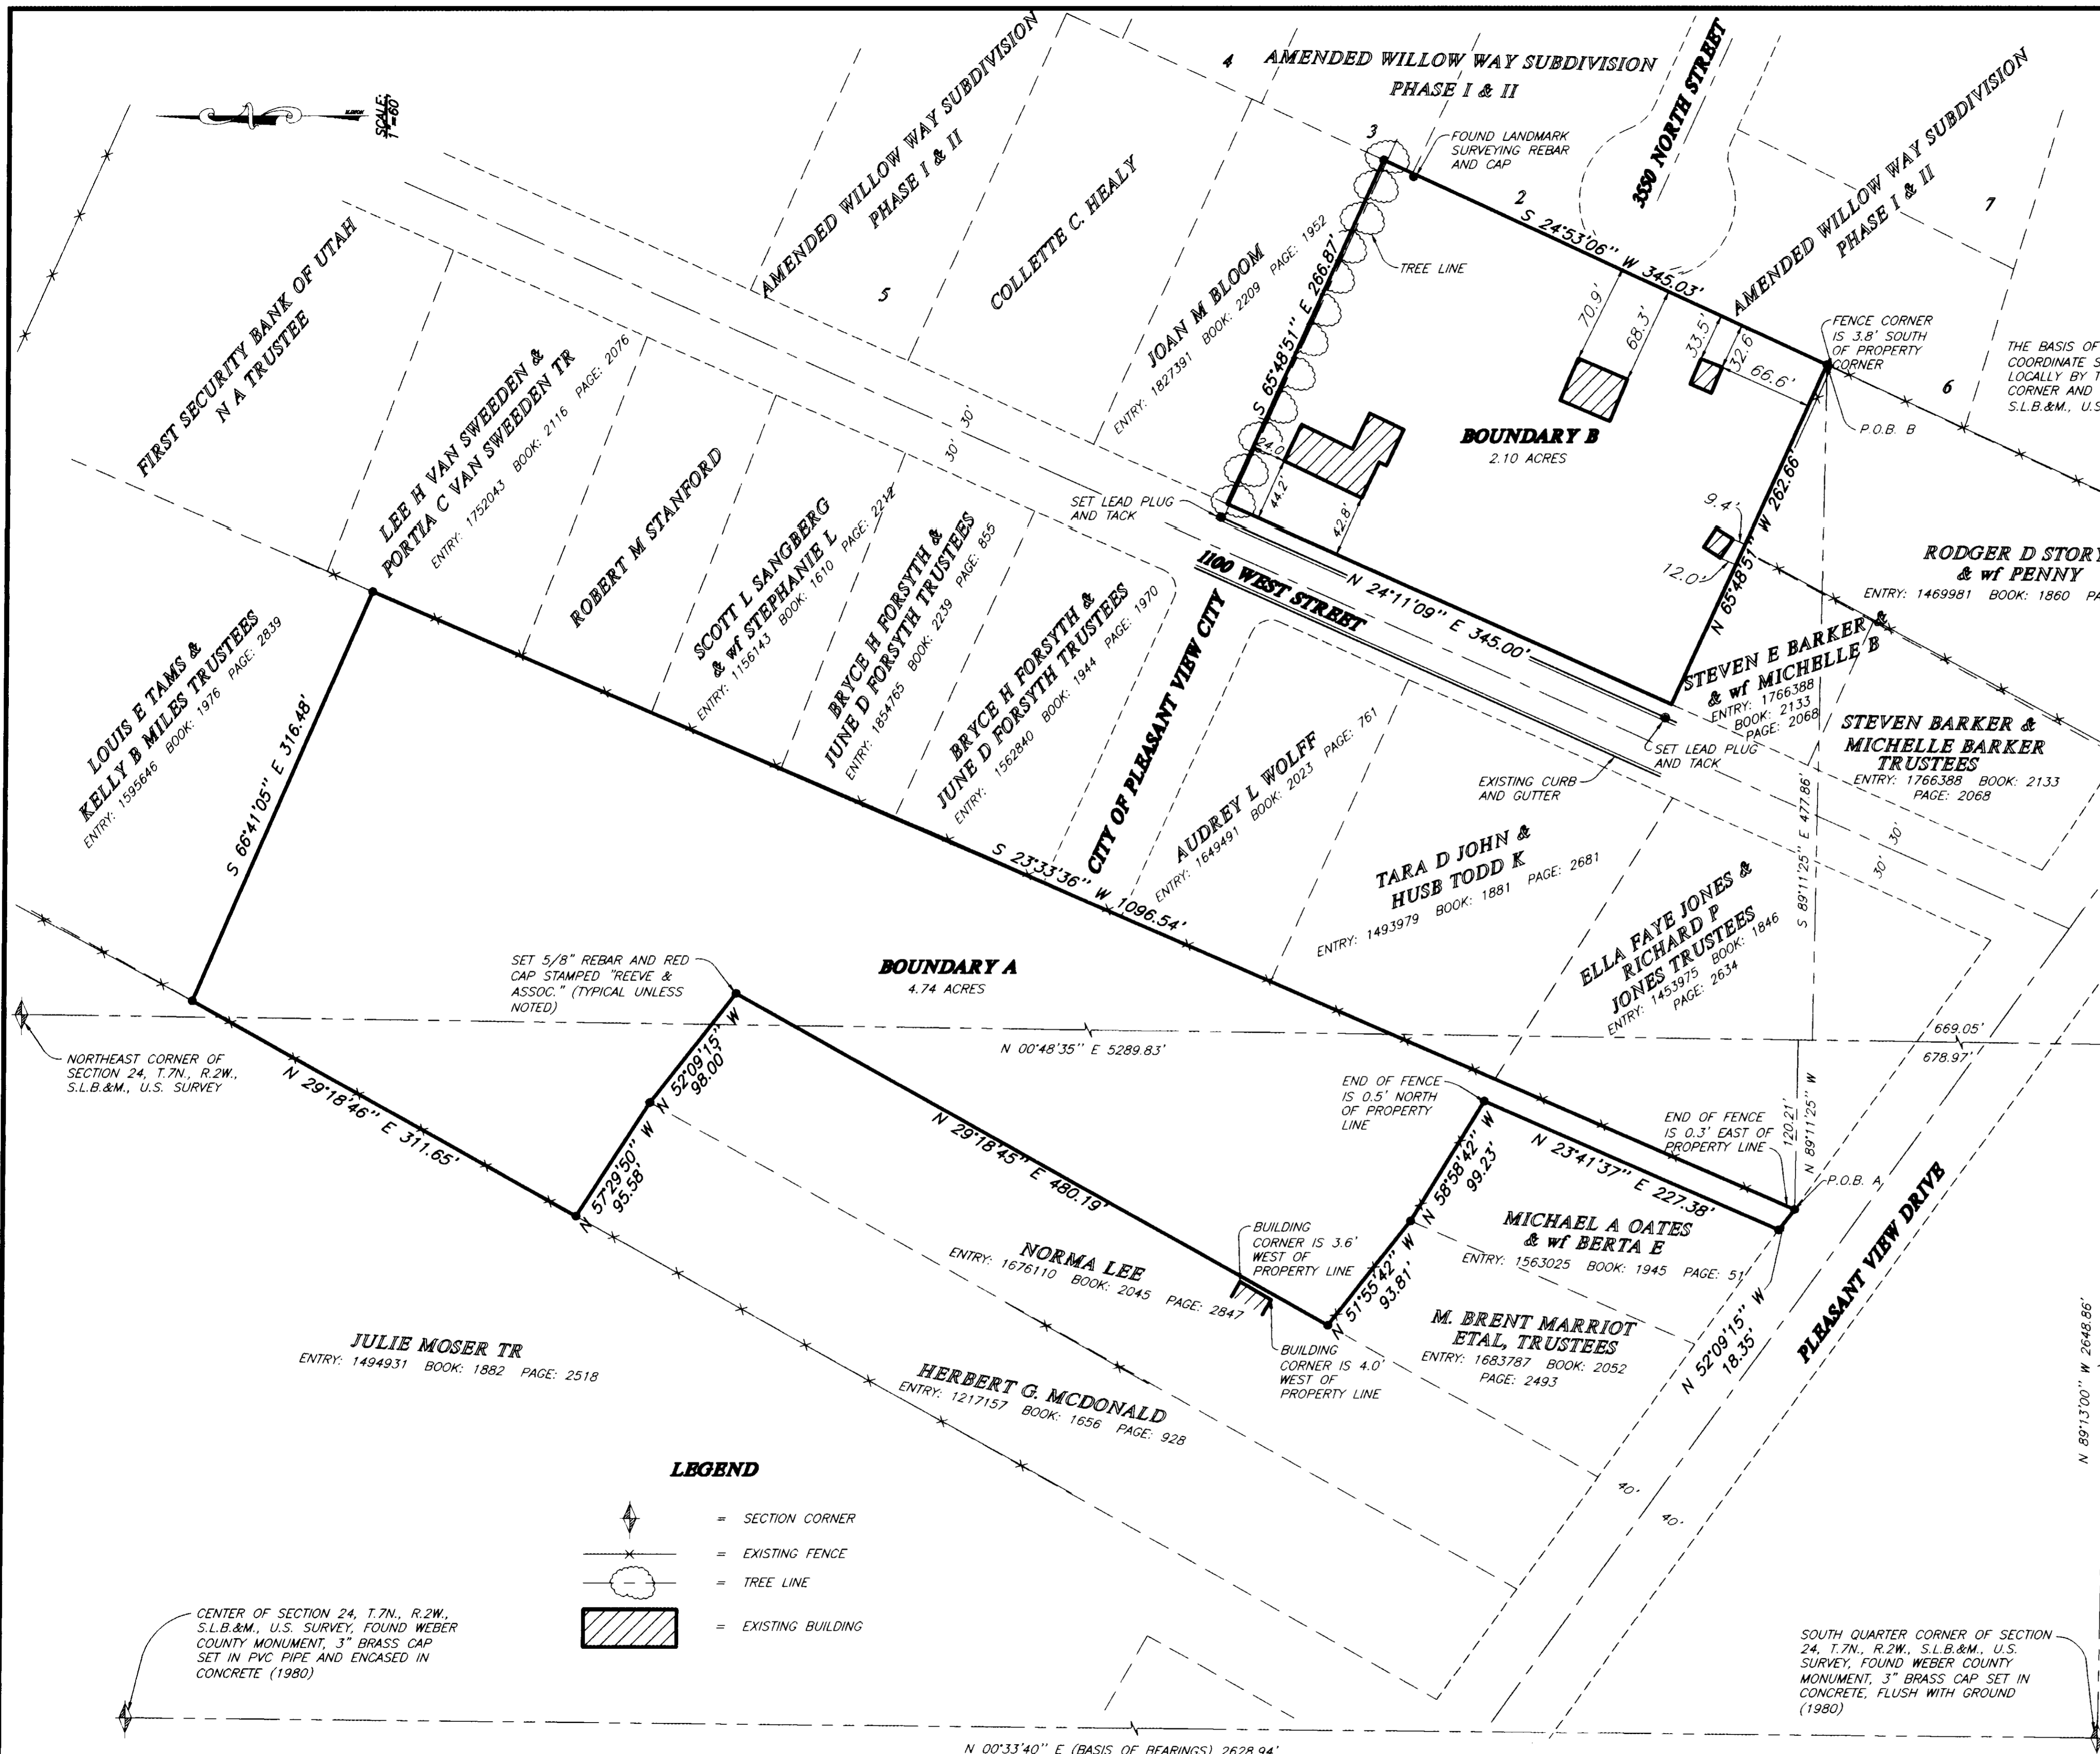 SCALE:
1"=60'
AMENDED WILLOW WAY SUBDIVISION
PHASE I & II
4
AMENDED WILLOW WAY SUBDIVISION
PHASE I & II
3550 NORTH STREET
AMENDED WILLOW WAY SUBDIVISION
PHASE I & II
7
3
FOUND LANDMARK
SURVEYING REBAR
AND CAP
2
S 24°53'06" W 345.03'
5
COLLETTE C. HEALY
JOAN M BLOOM
ENTRY: 1827391 BOOK: 2209 PAGE: 1952
S 65°48'51" E 266.87'
TREE LINE
70.9'
68.3'
33.5'
32.6
66.6'
FENCE CORNER
IS 3.8' SOUTH
OF PROPERTY
CORNER
6
THE BASIS OF
COORDINATE S
LOCALLY BY T
CORNER AND
S.L.B.&M., U.S
P.O.B. B
BOUNDARY B
2.10 ACRES
24.0
44.2'
42.8'
9.4'
12.0'
N 65°48'51" W 262.66'
SET LEAD PLUG
AND TACK
30' 30'
FIRST SECURITY BANK OF UTAH
N A TRUSTEE
LEE H VAN SWEEDEN &
PORTIA C VAN SWEEDEN TR
ENTRY: 1752043 BOOK: 2116 PAGE: 2076
ROBERT M STANFORD
SCOTT L SANGBERG
& wf STEPHANIE L
ENTRY: 1156143 BOOK: 1610 PAGE: 2212
BRYCE H FORSYTH &
JUNE D FORSYTH TRUSTEES
ENTRY: 1854765 BOOK: 2239 PAGE: 855
BRYCE H FORSYTH &
JUNE D FORSYTH TRUSTEES
ENTRY: 1562840 BOOK: 1944 PAGE: 1970
1100 WEST STREET
N 24°11'09" E 345.00'
CITY OF PLEASANT VIEW CITY
RODGER D STORY
& wf PENNY
ENTRY: 1469981 BOOK: 1860 PA
STEVEN E BARKER &
& wf MICHELLE B
ENTRY: 1766388
BOOK: 2133
PAGE: 2068
STEVEN BARKER &
MICHELLE BARKER
TRUSTEES
ENTRY: 1766388 BOOK: 2133
PAGE: 2068
SET LEAD PLUG
AND TACK
EXISTING CURB
AND GUTTER
LOUIS E TAMS &
KELLY B MILES TRUSTEES
ENTRY: 1595646 BOOK: 1976 PAGE: 2839
S 66°41'05" E 316.48'
S 23°33'36" W 1096.54'
AUDREY L WOLFF
ENTRY: 1649491 BOOK: 2023 PAGE: 761
TARA D JOHN &
HUSB TODD K
ENTRY: 1493979 BOOK: 1881 PAGE: 2681
ELLA FAYE JONES &
RICHARD P
JONES TRUSTEES
ENTRY: 1453975 BOOK: 1846
PAGE: 2634
S 89°11'25" E 477.86'
30' 30'
SET 5/8" REBAR AND RED
CAP STAMPED "REEVE &
ASSOC." (TYPICAL UNLESS
NOTED)
BOUNDARY A
4.74 ACRES
NORTHEAST CORNER OF
SECTION 24, T.7N., R.2W.,
S.L.B.&M., U.S. SURVEY
N 00°48'35" E 5289.83'
669.05'
678.97'
N 29°18'46" E 311.65'
N 52°09'15" W
98.00'
N 57°29'50" W
95.58'
N 29°18'45" E 480.19'
END OF FENCE
IS 0.5' NORTH
OF PROPERTY
LINE
N 58°58'42" W
99.23'
N 23°41'37" E 227.38'
END OF FENCE
IS 0.3' EAST OF
PROPERTY LINE
120.21'
N 89°11'25" W
P.O.B. A
PLEASANT VIEW DRIVE
MICHAEL A OATES
& wf BERTA E
ENTRY: 1563025 BOOK: 1945 PAGE: 51
NORMA LEE
ENTRY: 1676110 BOOK: 2045 PAGE: 2847
BUILDING
CORNER IS 3.6'
WEST OF
PROPERTY LINE
N 51°55'42" W
93.81'
BUILDING
CORNER IS 4.0'
WEST OF
PROPERTY LINE
M. BRENT MARRIOT
ETAL, TRUSTEES
ENTRY: 1683787 BOOK: 2052
PAGE: 2493
N 52°09'15" W
18.35'
JULIE MOSER TR
ENTRY: 1494931 BOOK: 1882 PAGE: 2518
HERBERT G. MCDONALD
ENTRY: 1217157 BOOK: 1656 PAGE: 928
40'
40'
N 89°13'00" W 2648.86'
LEGEND
= SECTION CORNER
= EXISTING FENCE
= TREE LINE
= EXISTING BUILDING
CENTER OF SECTION 24, T.7N., R.2W.,
S.L.B.&M., U.S. SURVEY, FOUND WEBER
COUNTY MONUMENT, 3" BRASS CAP
SET IN PVC PIPE AND ENCASED IN
CONCRETE (1980)
SOUTH QUARTER CORNER OF SECTION
24, T.7N., R.2W., S.L.B.&M., U.S.
SURVEY, FOUND WEBER COUNTY
MONUMENT, 3" BRASS CAP SET IN
CONCRETE, FLUSH WITH GROUND
(1980)
N 00°33'40" E (BASIS OF BEARINGS) 2628.94'